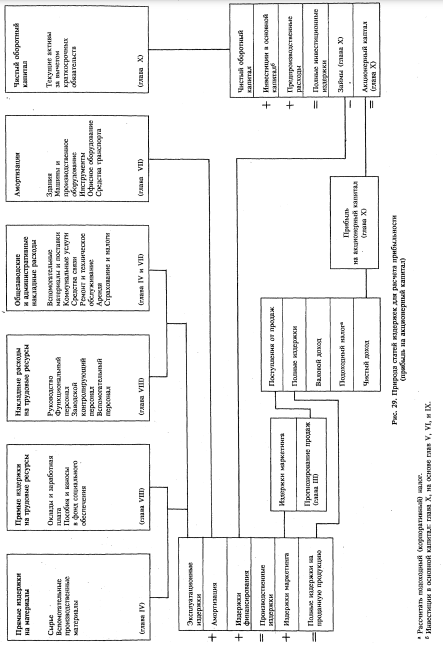 Прямые издержки
на материалы
Сырье
Вспомогательные
производственные
материалы
(глава IV)
Прямые издержки
на трудовые ресурсы
Оклады и заработная
плата
Пособия и взносы
в фонд социального
обеспечения
(глава VIII)
Накладные расходы
на трудовые ресурсы
Руководство
Функциональный
персонал
Заводской
контролирующий
персонал
Вспомогательный
персонал
(глава VIII)
Общезаводские
и административные
накладные расходы
Вспомогательные
материалы и поставки
Коммунальные услуги
Средства связи
Ремонт и техническое
обслуживание
Аренда
Страхование и налоги
(глава IV и VII)
Амортизация
Здания
Машины и
производственное
оборудование
Инструменты
Офисное оборудование
Средства транспорта
(глава VII)
Чистый оборотный
капитал
Текущие активы
за вычетом
краткосрочных
обязательств
(глава X)
Эксплуатационные
издержки
+ Амортизация
+ Издержки
финансирования
= Производственные
издержки
+ Издержки маркетинга
= Полные издержки на
проданную продукцию
Издержки маркетинга
Прогнозирование продаж
(глава III)
Поступления от продаж
Полные издержки
Валовой доход
Подоходный налогᵃ
Чистый доход
Прибыль
на акционерный капитал
(глава X)
Чистый оборотный
капитал
+ Инвестиции в основной
капиталᵇ
+ Предпроизводственные
расходы
= Полные инвестиционные
издержки
- Займы (глава X)
= Акционерный капитал
(глава X)
Рис. 29. Природа статей издержек для расчета прибыльности
(прибыль на акционерный капитал)
ᵃ Рассчитать подоходный (корпоративный) налог.
ᵇ Инвестиции в основной капитал: глава X, на основе глав V, VI, и IX.